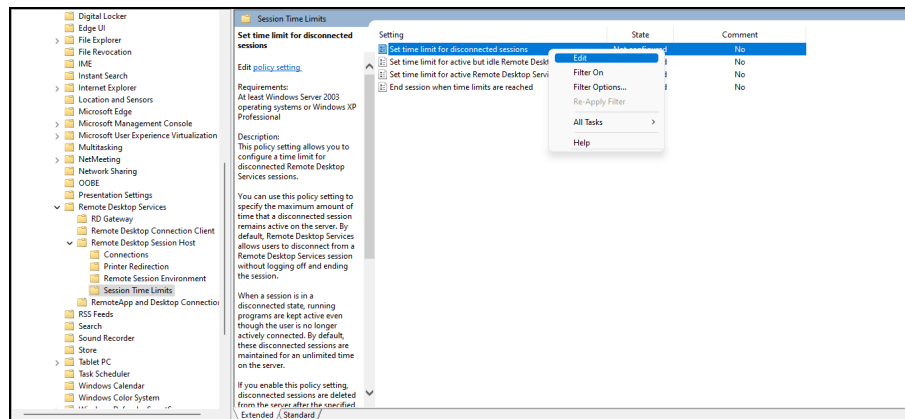 Digital Locker
Edge UI
File Explorer
File Revocation
IME
Instant Search
Internet Explorer
Location and Sensors
Microsoft Edge
Microsoft Management Console
Microsoft User Experience Virtualization
Multitasking
NetMeeting
Network Sharing
OOBE
Presentation Settings
Remote Desktop Services
RD Gateway
Remote Desktop Connection Client
Remote Desktop Session Host
Connections
Printer Redirection
Remote Session Environment
Session Time Limits
RemoteApp and Desktop Connection
RSS Feeds
Search
Sound Recorder
Store
Tablet PC
Task Scheduler
Windows Calendar
Windows Color System
Session Time Limits
Set time limit for disconnected
sessions
Edit policy setting
Requirements:
At least Windows Server 2003
operating systems or Windows XP
Professional
Description:
This policy setting allows you to
configure a time limit for
disconnected Remote Desktop
Services sessions.
You can use this policy setting to
specify the maximum amount of
time that a disconnected session
remains active on the server. By
default, Remote Desktop Services
allows users to disconnect from a
Remote Desktop Services session
without logging off and ending
the session.
When a session is in a
disconnected state, running
programs are kept active even
though the user is no longer
actively connected. By default,
these disconnected sessions are
maintained for an unlimited time
on the server.
If you enable this policy setting,
disconnected sessions are deleted
from the server after the specified
Extended Standard
Setting State Comment
Set time limit for disconnected sessions Not configured No
Set time limit for active but idle Remote Desk d No
Set time limit for active Remote Desktop Servi d No
End session when time limits are reached d No
Edit
Filter On
Filter Options...
Re-Apply Filter
All Tasks
Help